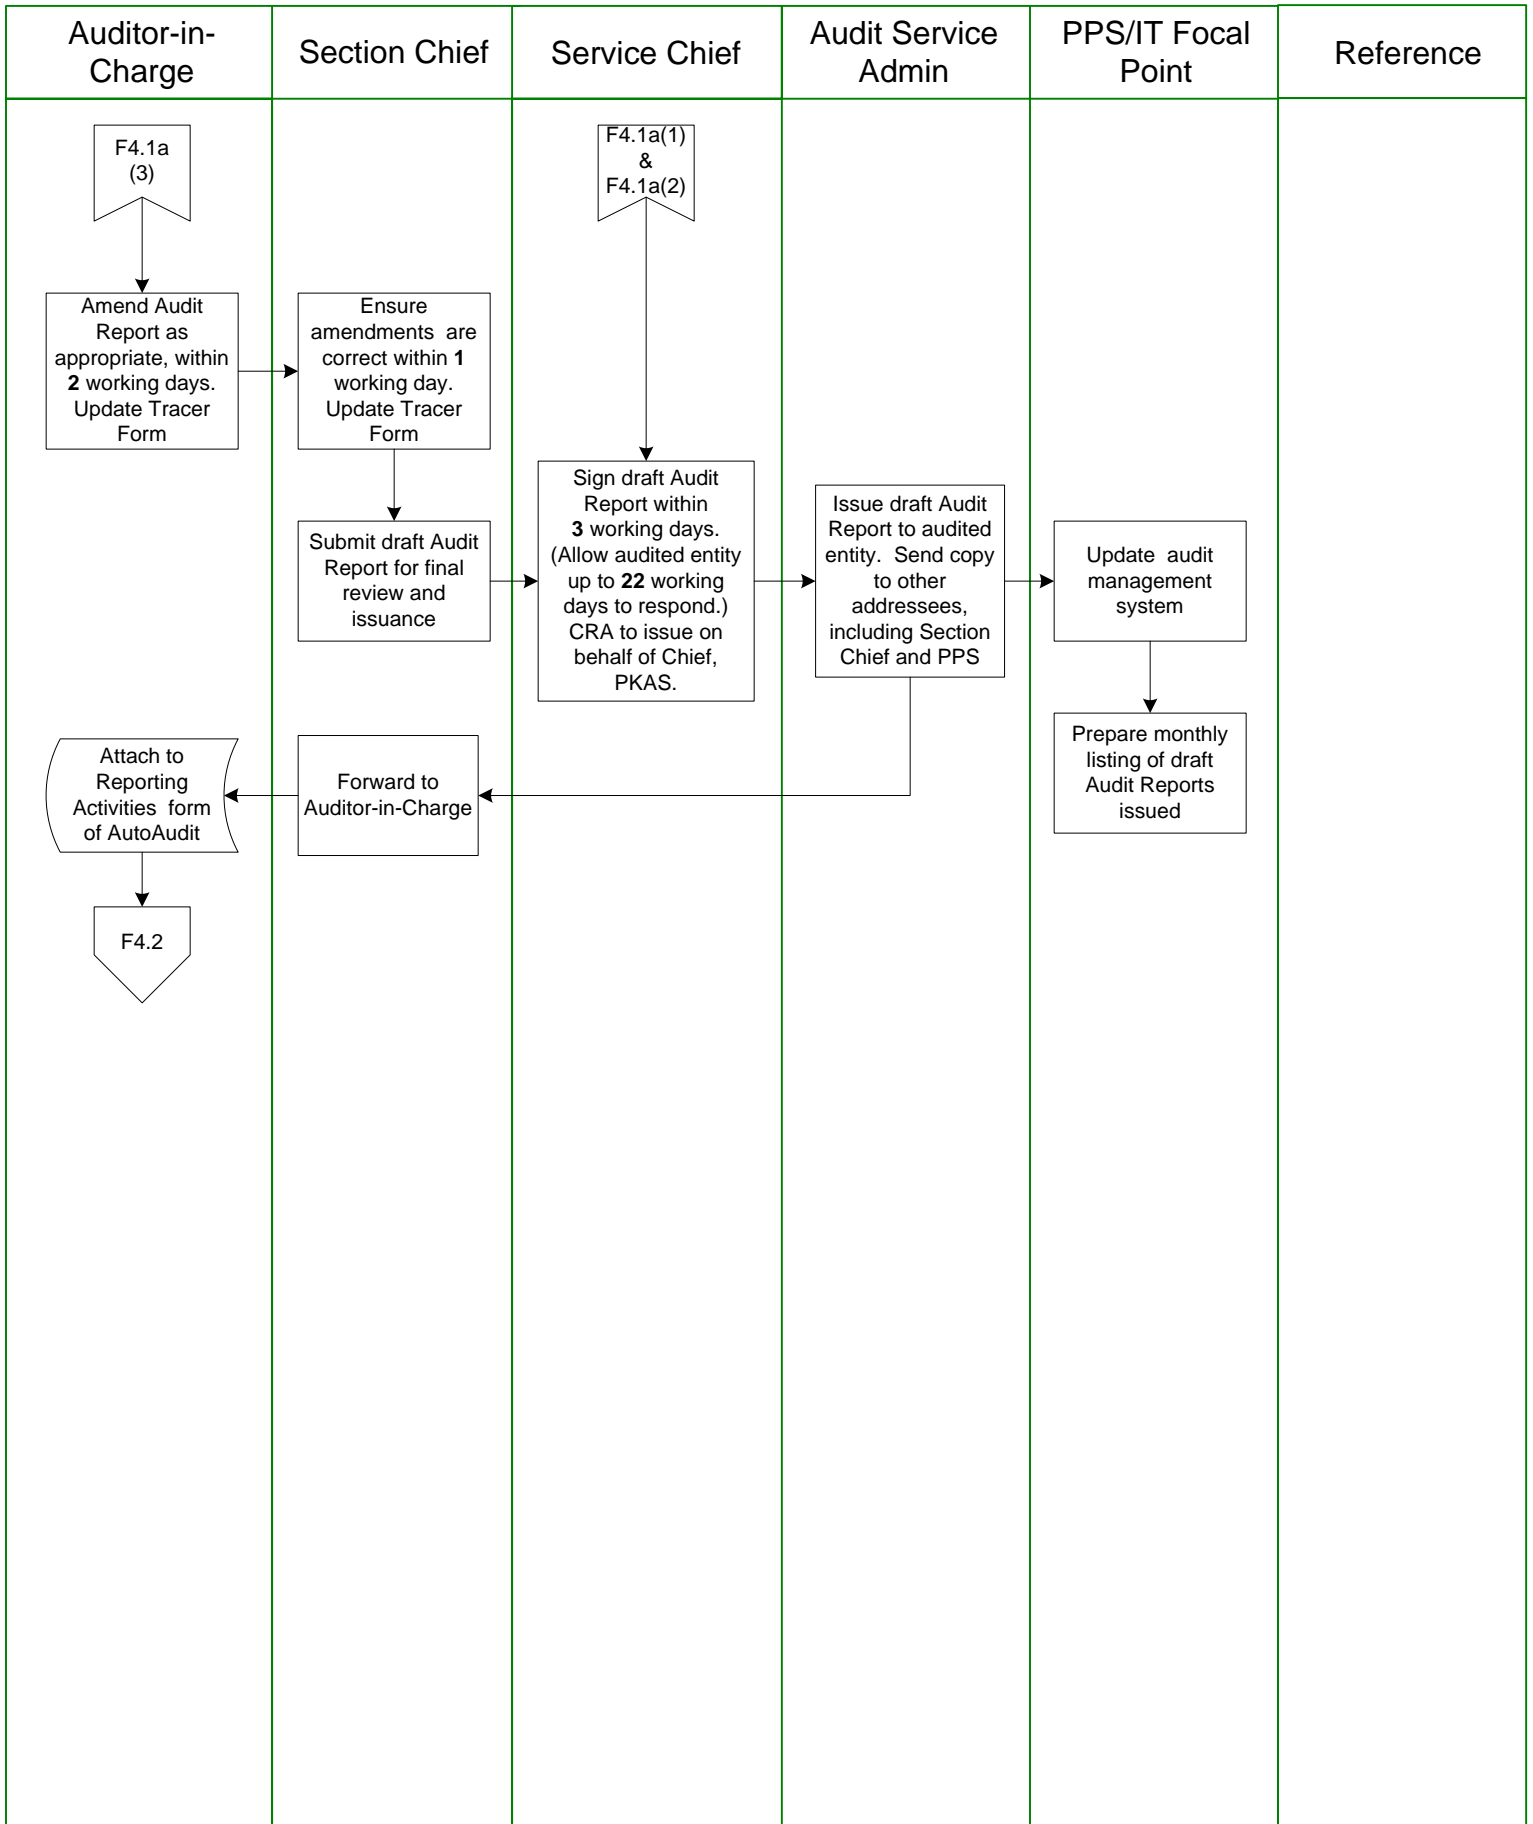 Auditor-in-
Charge
Section Chief
Service Chief
Audit Service
Admin
PPS/IT Focal
Point
Reference
F4.1a
(3)
F4.1a(1)
&
F4.1a(2)
Amend Audit
Report as
appropriate, within
2 working days.
Update Tracer
Form
Ensure
amendments are
correct within 1
working day.
Update Tracer
Form
Submit draft Audit
Report for final
review and
issuance
Sign draft Audit
Report within
3 working days.
(Allow audited entity
up to 22 working
days to respond.)
CRA to issue on
behalf of Chief,
PKAS.
Issue draft Audit
Report to audited
entity. Send copy
to other
addressees,
including Section
Chief and PPS
Update audit
management
system
Prepare monthly
listing of draft
Audit Reports
issued
Forward to
Auditor-in-Charge
Attach to
Reporting
Activities form
of AutoAudit
F4.2